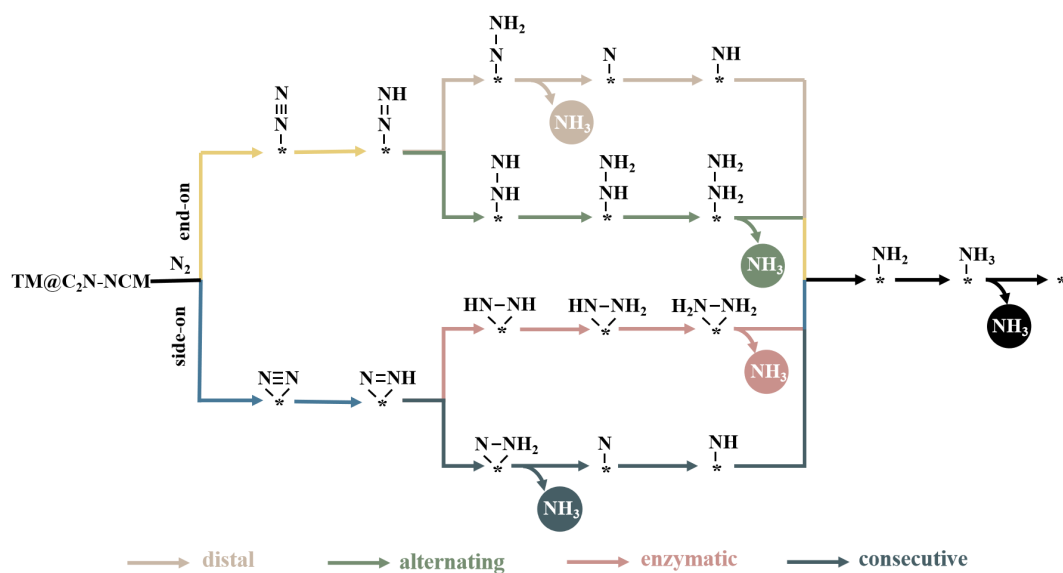 NH₂
N
*
N
*
NH
*
NH₃
N≡N
*
NH=N
*
NH
NH
*
NH₂
NH
*
NH₂
NH₂
*
NH₃
end-on
TM@C₂N-NCM
N₂
side-on
NH₂
*
NH₃
*
*
NH₃
HN–NH
*
HN–NH₂
*
H₂N–NH₂
*
NH₃
N≡N
*
N=NH
*
N–NH₂
*
N
*
NH
*
NH₃
distal alternating enzymatic consecutive